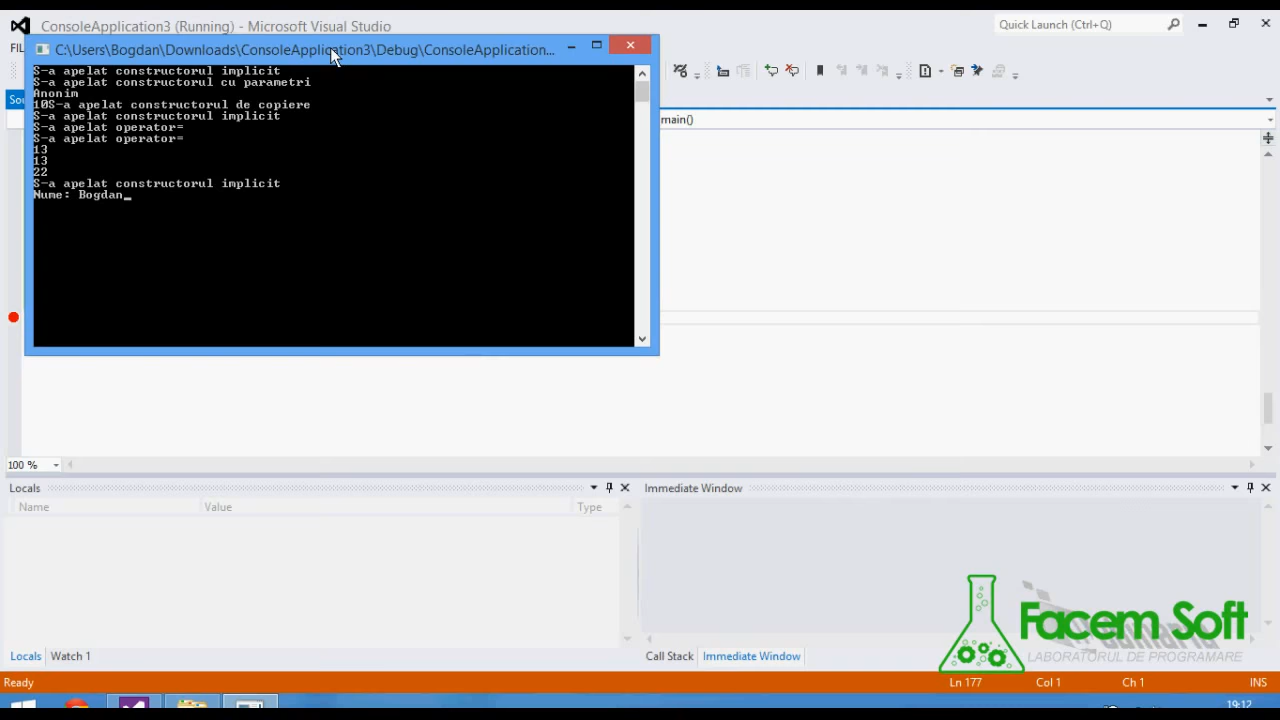 ConsoleApplication3 (Running) - Microsoft Visual Studio
Quick Launch (Ctrl+Q)
C:\Users\Bogdan\Downloads\ConsoleApplication3\Debug\ConsoleApplication...
S-a apelat constructorul implicit
S-a apelat constructorul cu parametri
Anonim
10S-a apelat constructorul de copiere
S-a apelat constructorul implicit
S-a apelat operator=
S-a apelat operator=
13
13
22
S-a apelat constructorul implicit
Nume: Bogdan_
main()
100 %
Locals
Name Value Type
Immediate Window
Locals Watch 1
Call Stack Immediate Window
Facem Soft
LABORATORUL DE PROGRAMARE
Ready Ln 177 Col 1 Ch 1 INS
19:12